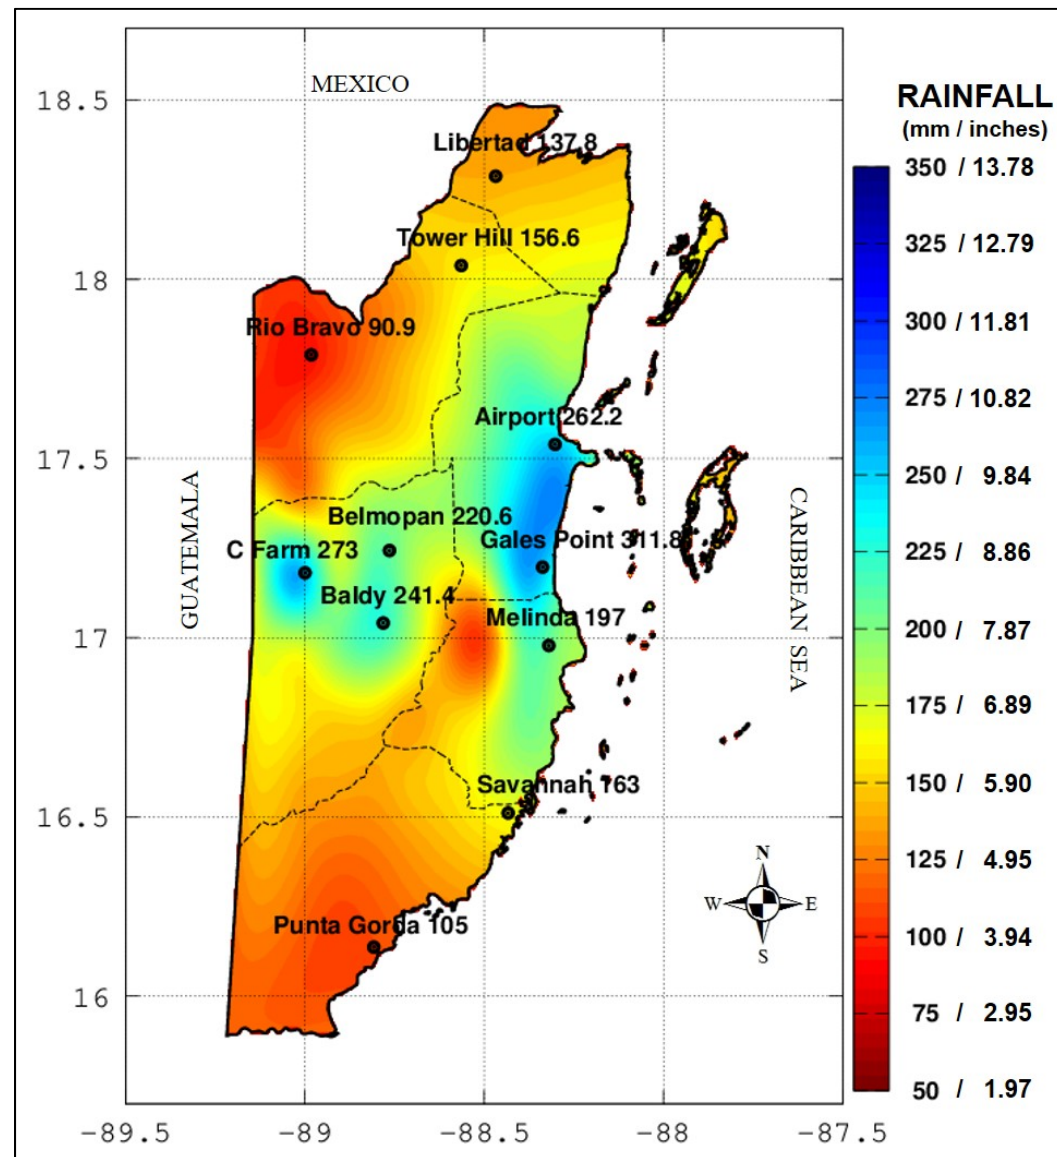 MEXICO
RAINFALL
(mm / inches)
18.5
Libertad 137.8
350 / 13.78
325 / 12.79
Tower Hill 156.6
18
300 / 11.81
Rio Bravo 90.9
275 / 10.82
Airport 262.2
17.5
250 / 9.84
GUATEMALA
CARIBBEAN SEA
Belmopan 220.6
C Farm 273
Gales Point 311.8
225 / 8.86
Baldy 241.4
Melinda 197
17
200 / 7.87
175 / 6.89
Savannah 163
150 / 5.90
16.5
125 / 4.95
N
W
E
S
Punta Gorda 105
100 / 3.94
16
75 / 2.95
50 / 1.97
−89.5
−89
−88.5
−88
−87.5